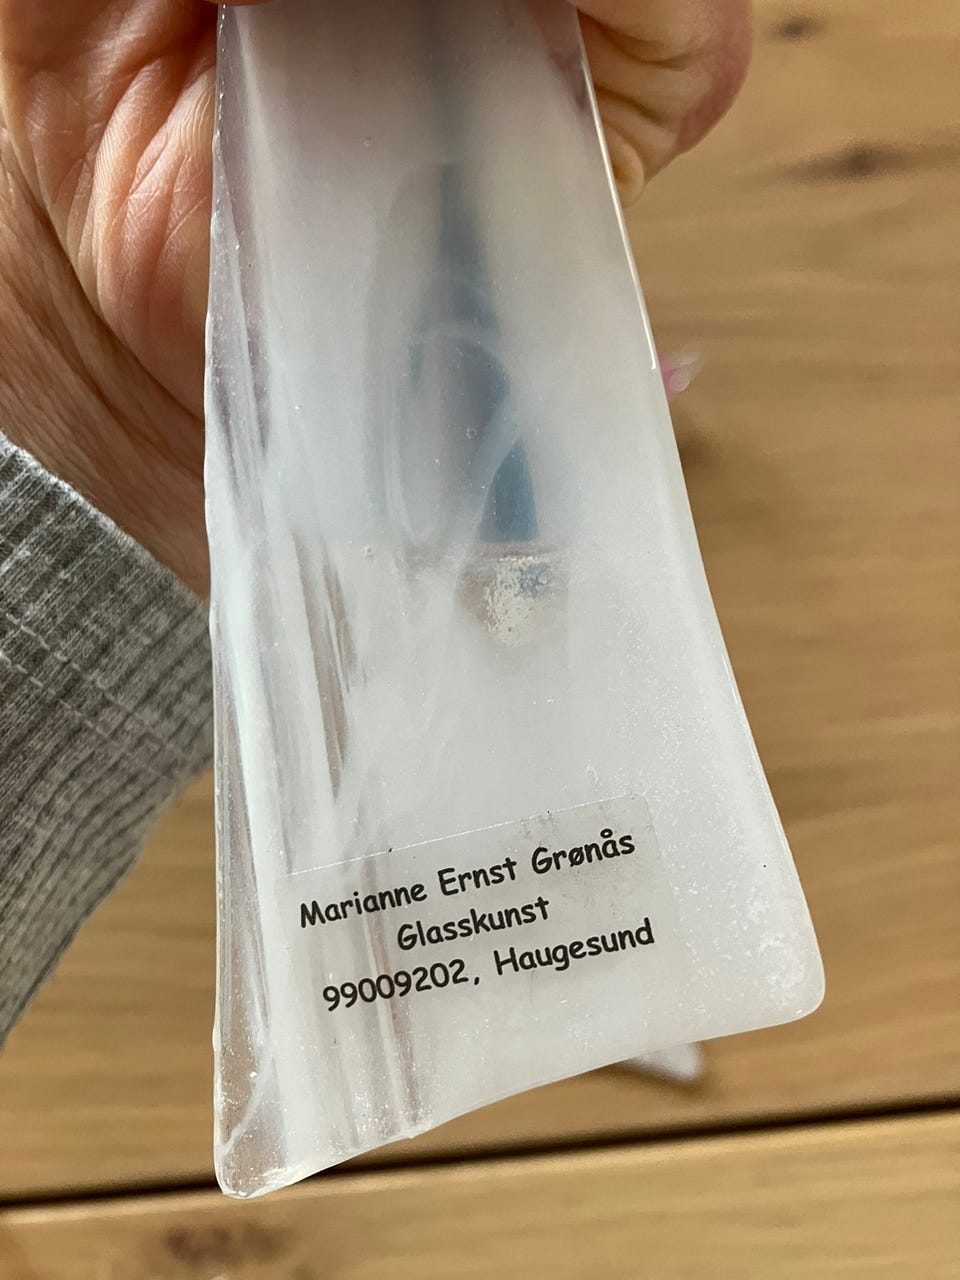 Marianne Ernst Grønås
Glasskunst
99009202, Haugesund